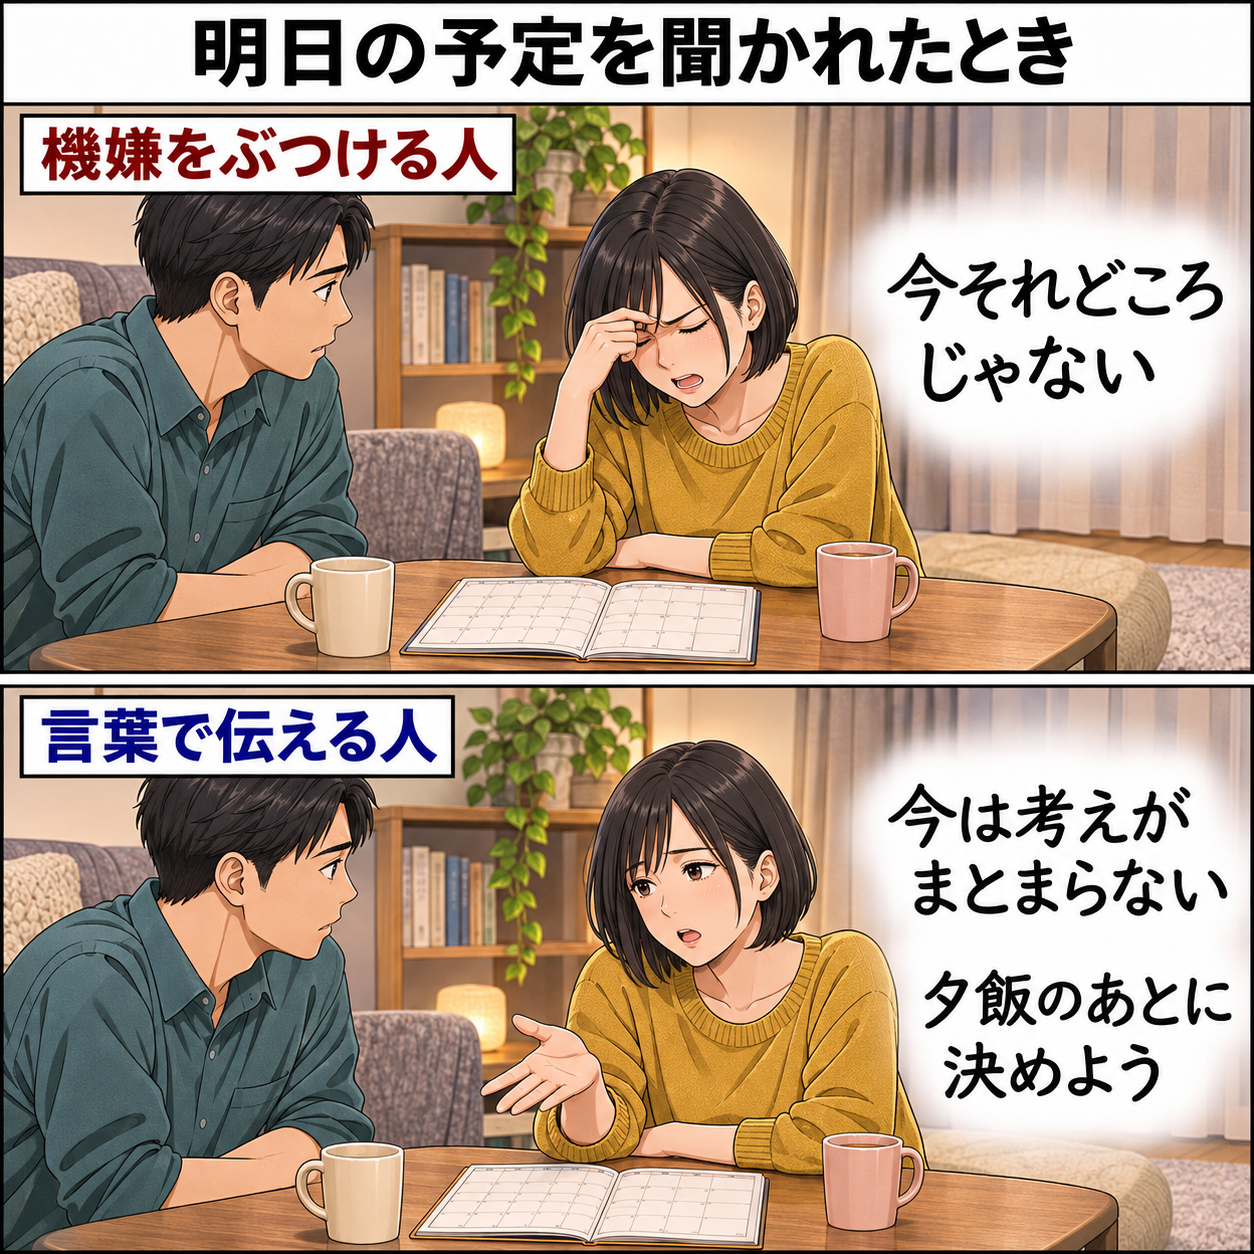 明日の予定を聞かれたとき
機嫌をぶつける人
今それどころ
じゃない
言葉で伝える人
今は考えが
まとまらない
夕飯のあとに
決めよう